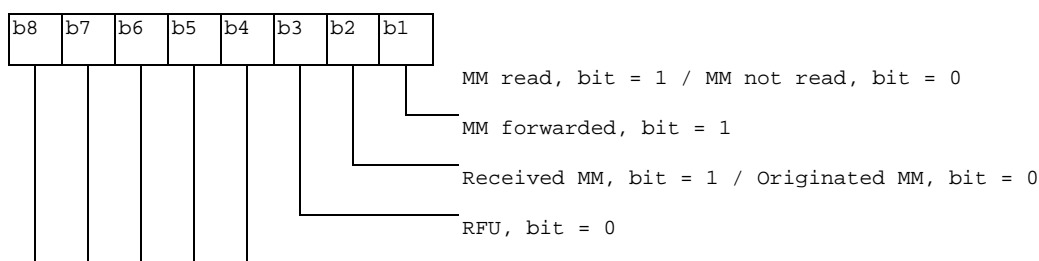 b8 b7 b6 b5 b4 b3 b2 b1
MM read, bit = 1 / MM not read, bit = 0
MM forwarded, bit = 1
Received MM, bit = 1 / Originated MM, bit = 0
RFU, bit = 0